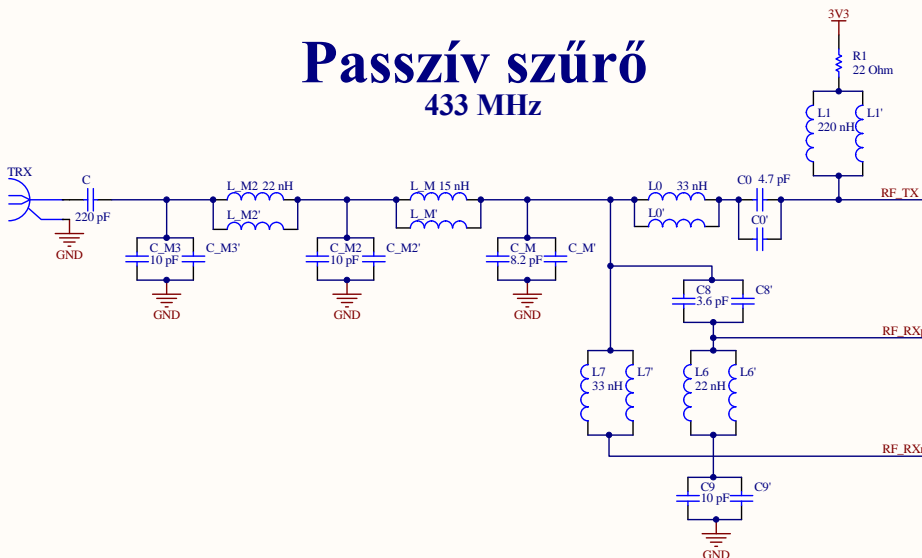 Passzív szűrő
433 MHz
3V3
R1
22 Ohm
L1
220 nH
L1'
TRX
C
220 pF
GND
L_M2 22 nH
L_M2'
L_M 15 nH
L_M'
L0 33 nH
L0'
C0 4.7 pF
C0'
RF_TX
C_M3
10 pF
C_M3'
GND
C_M2
10 pF
C_M2'
GND
C_M
8.2 pF
C_M'
GND
C8
3.6 pF
C8'
L7
33 nH
L7'
L6
22 nH
L6'
C9
10 pF
C9'
GND